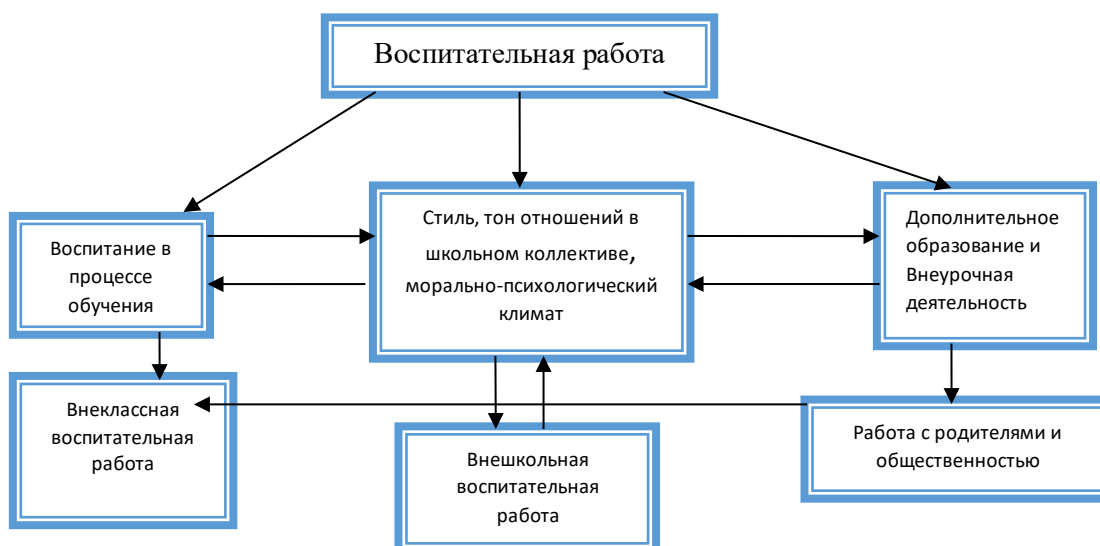 Воспитательная работа
Воспитание в
процессе
обучения
Стиль, тон отношений в
школьном коллективе,
морально-психологический
климат
Дополнительное
образование и
Внеурочная
деятельность
Внеклассная
воспитательная
работа
Внешкольная
воспитательная
работа
Работа с родителями и
общественностью